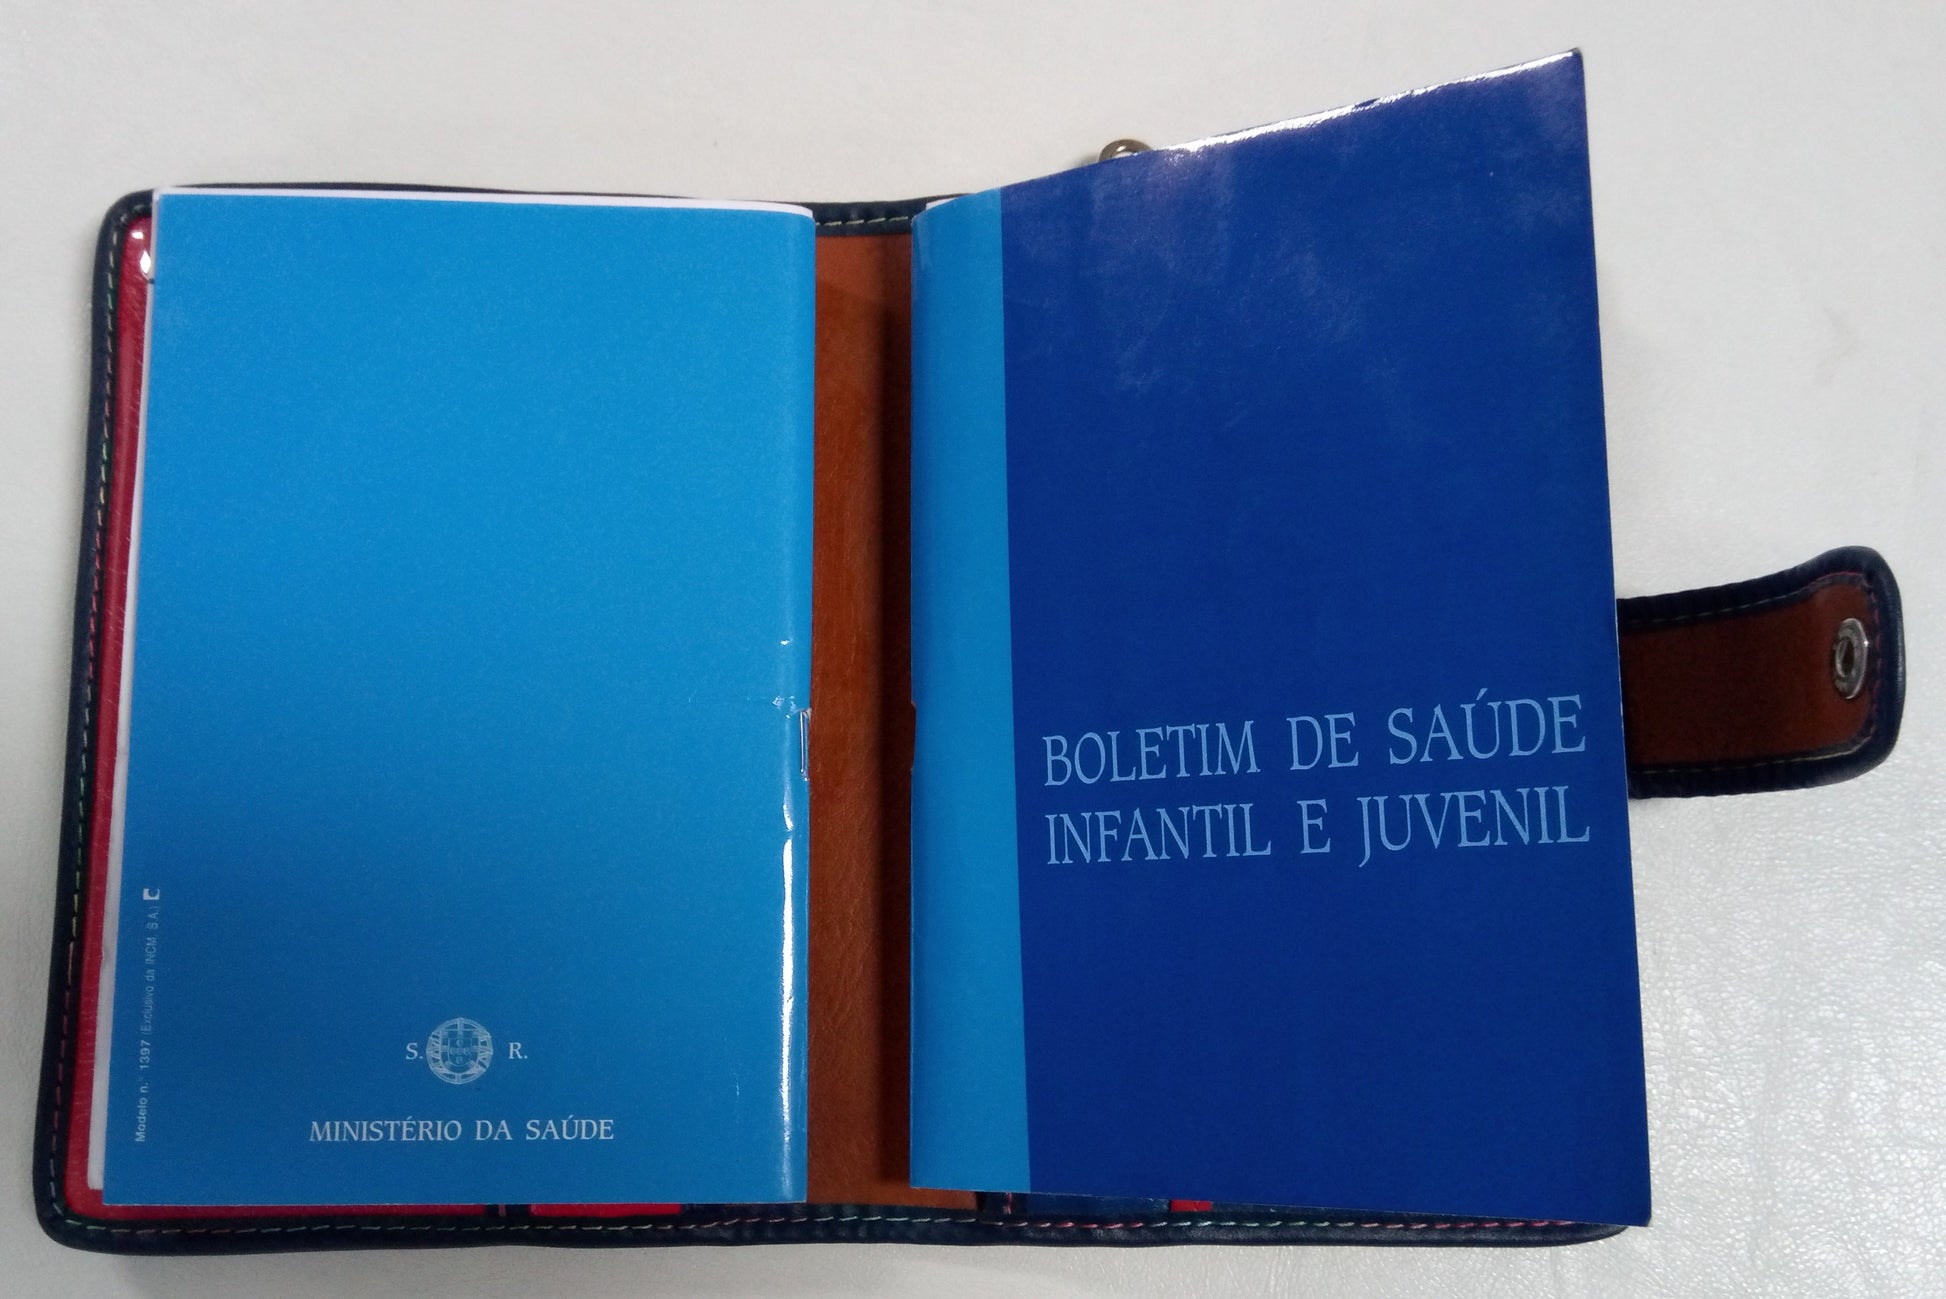 Modelo n.° 1397 (Exclusivo da INCM, S.A.)
S. R.
MINISTÉRIO DA SAÚDE
BOLETIM DE SAÚDE
INFANTIL E JUVENIL